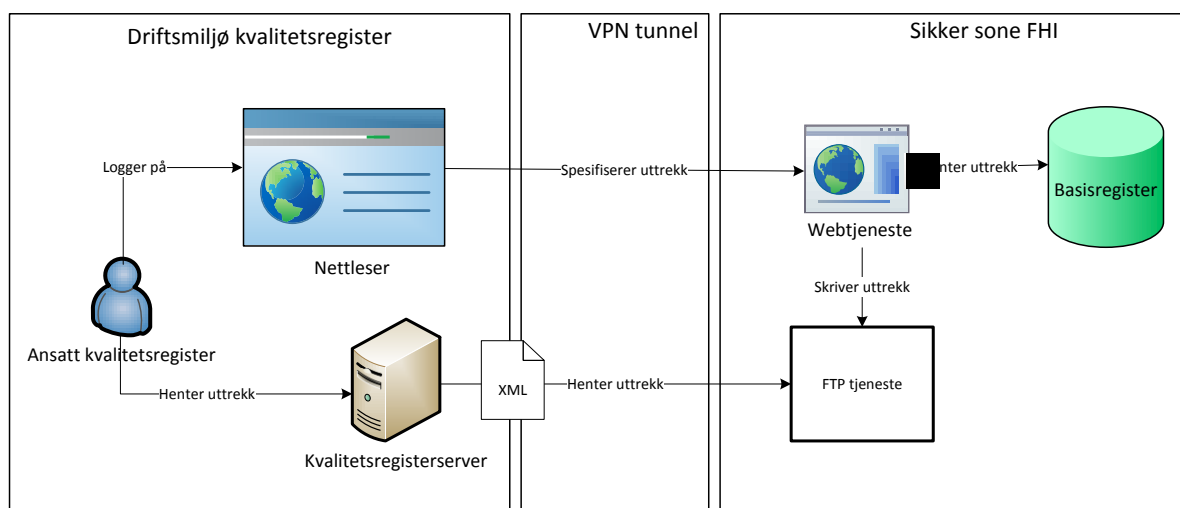 Driftsmiljø kvalitetsregister
VPN tunnel
Sikker sone FHI
Logger på
Spesifiserer uttrekk
uttrekk
Basisregister
Nettleser
Webtjeneste
Skriver uttrekk
Ansatt kvalitetsregister
Henter uttrekk
XML
Henter uttrekk
FTP tjeneste
Kvalitetsregisterserver